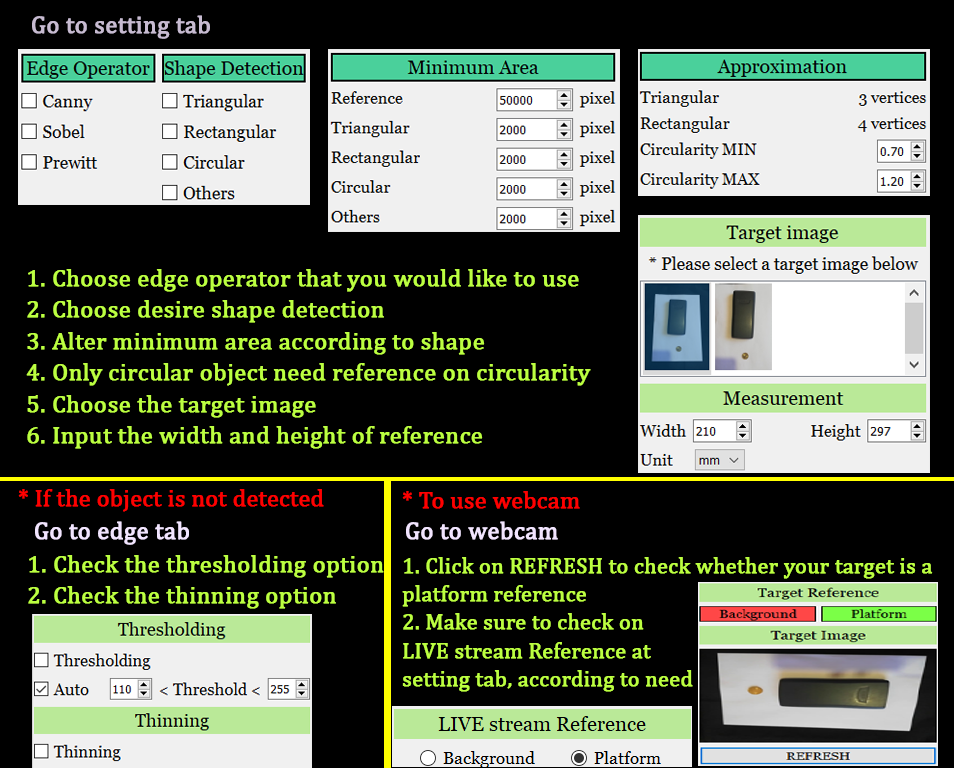 Go to setting tab
Edge Operator
Canny
Sobel
Prewitt
Shape Detection
Triangular
Rectangular
Circular
Others
Minimum Area
Reference 50000 pixel
Triangular 2000 pixel
Rectangular 2000 pixel
Circular 2000 pixel
Others 2000 pixel
Approximation
Triangular 3 vertices
Rectangular 4 vertices
Circularity MIN 0.70
Circularity MAX 1.20
Target image
* Please select a target image below
Measurement
Width 210 Height 297
Unit mm
1. Choose edge operator that you would like to use
2. Choose desire shape detection
3. Alter minimum area according to shape
4. Only circular object need reference on circularity
5. Choose the target image
6. Input the width and height of reference
* If the object is not detected
Go to edge tab
1. Check the thresholding option
2. Check the thinning option
Thresholding
Thresholding
Auto 110 < Threshold < 255
Thinning
Thinning
* To use webcam
Go to webcam
1. Click on REFRESH to check whether your target is a
platform reference
2. Make sure to check on
LIVE stream Reference at
setting tab, according to need
LIVE stream Reference
Background Platform
Target Reference
Background Platform
Target Image
REFRESH